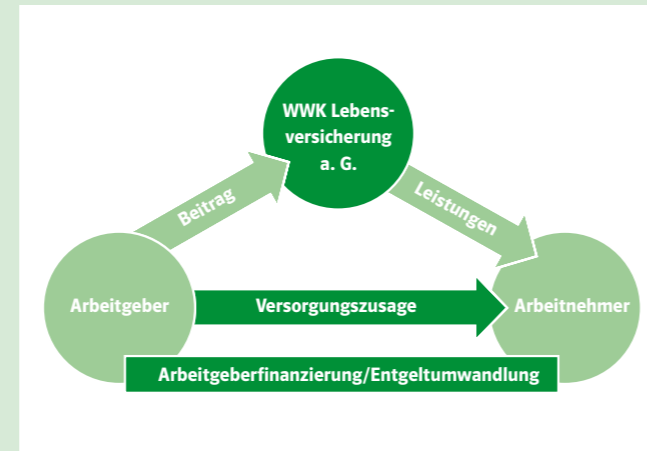 WWK Lebens-
versicherung
a. G.
Beitrag
Leistungen
Arbeitgeber
Versorgungszusage
Arbeitnehmer
Arbeitgeberfinanzierung/Entgeltumwandlung